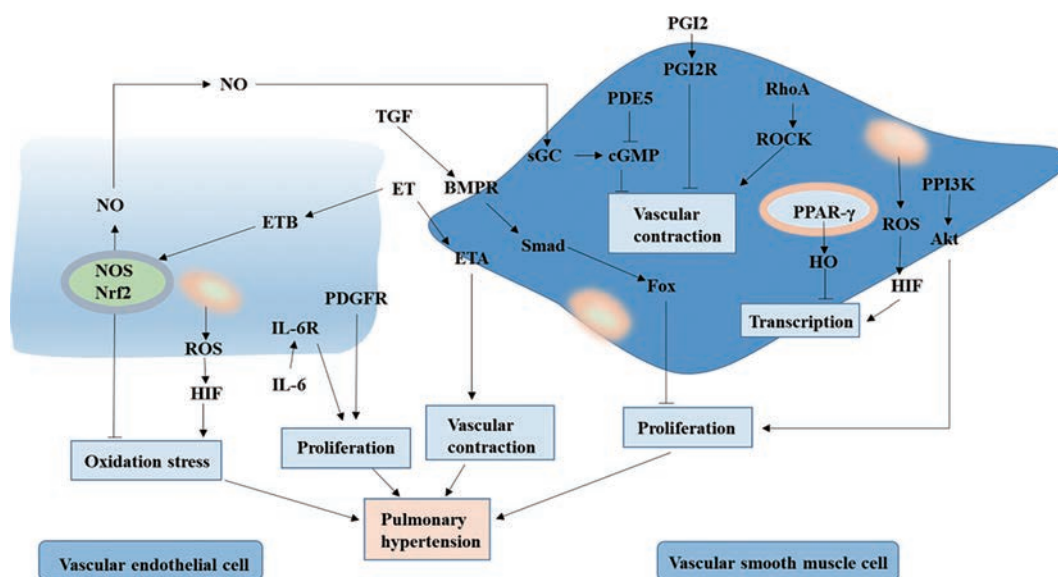 PGI2
NO
PGI2R
RhoA
PDE5
TGF
sGC
cGMP
ROCK
ET
BMPR
PPI3K
NO
ETB
Vascular
contraction
PPAR-γ
ROS
Smad
Akt
ETA
HO
NOS
Nrf2
Fox
HIF
PDGFR
IL-6R
Transcription
ROS
IL-6
HIF
Proliferation
Vascular
contraction
Proliferation
Oxidation stress
Pulmonary
hypertension
Vascular endothelial cell
Vascular smooth muscle cell